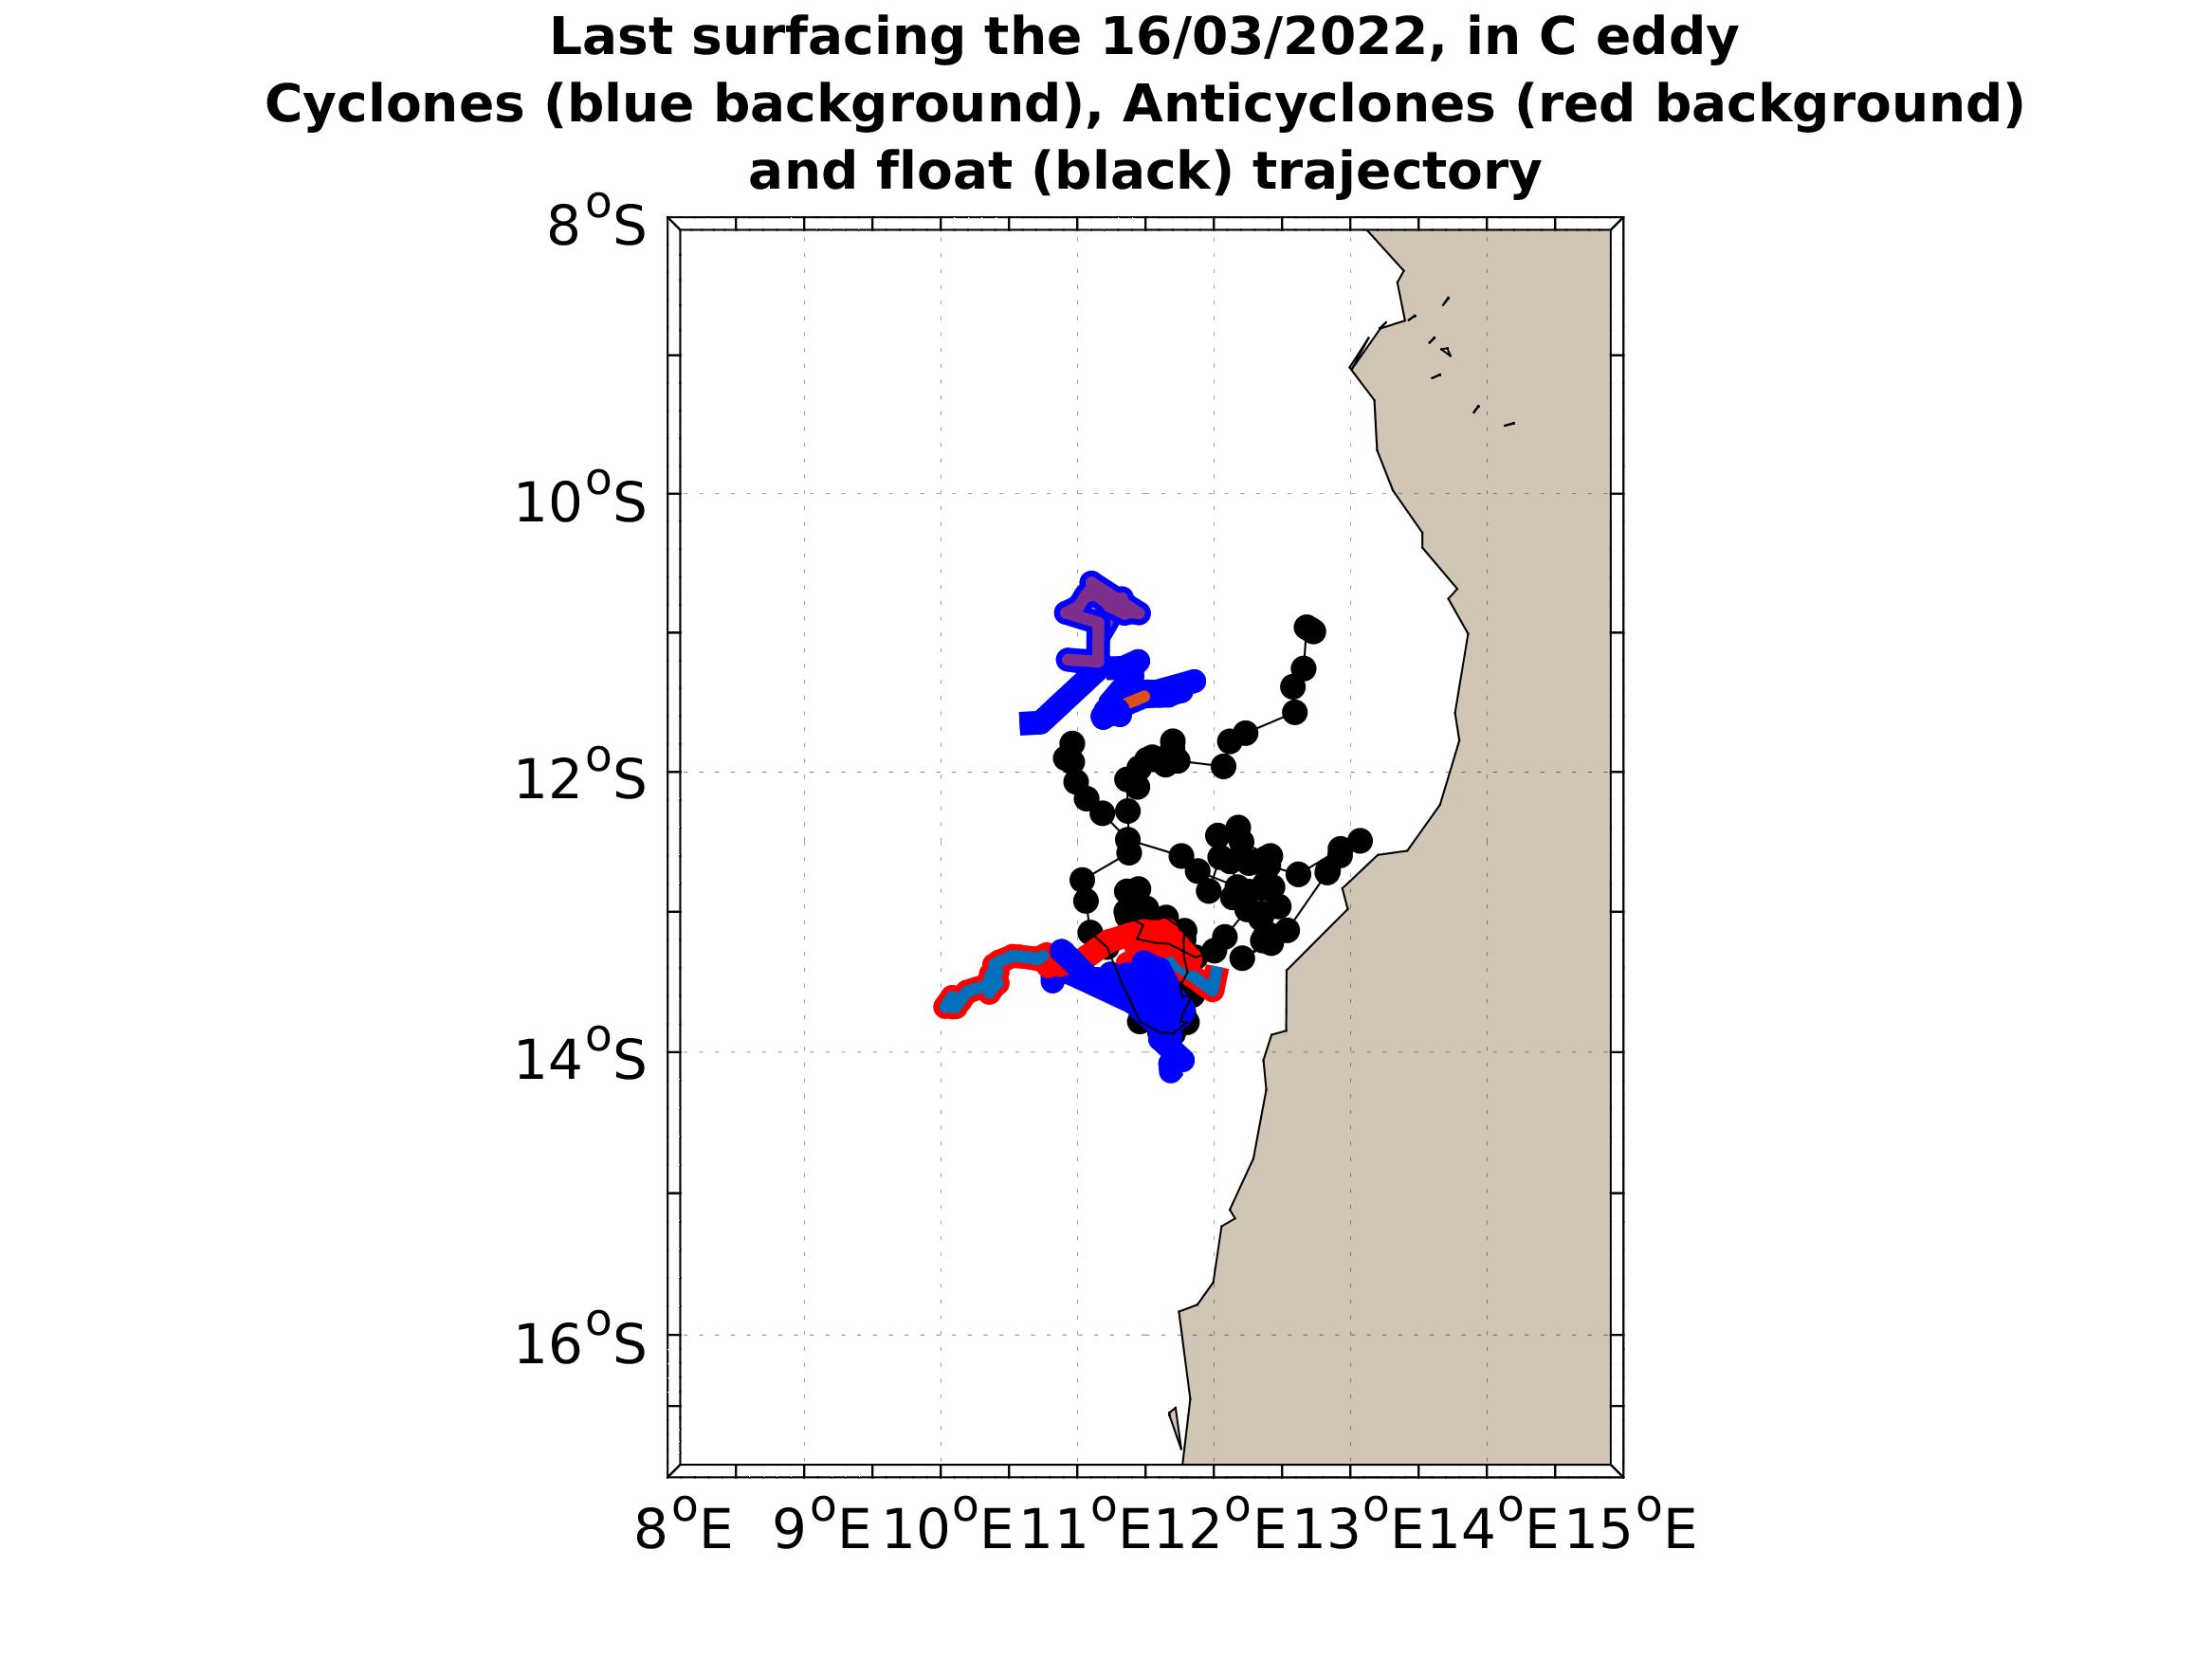 Last surfacing the 16/03/2022, in C eddy
Cyclones (blue background), Anticyclones (red background)
and float (black) trajectory
8°S
10°S
12°S
14°S
16°S
8°E 9°E 10°E 11°E 12°E 13°E 14°E 15°E